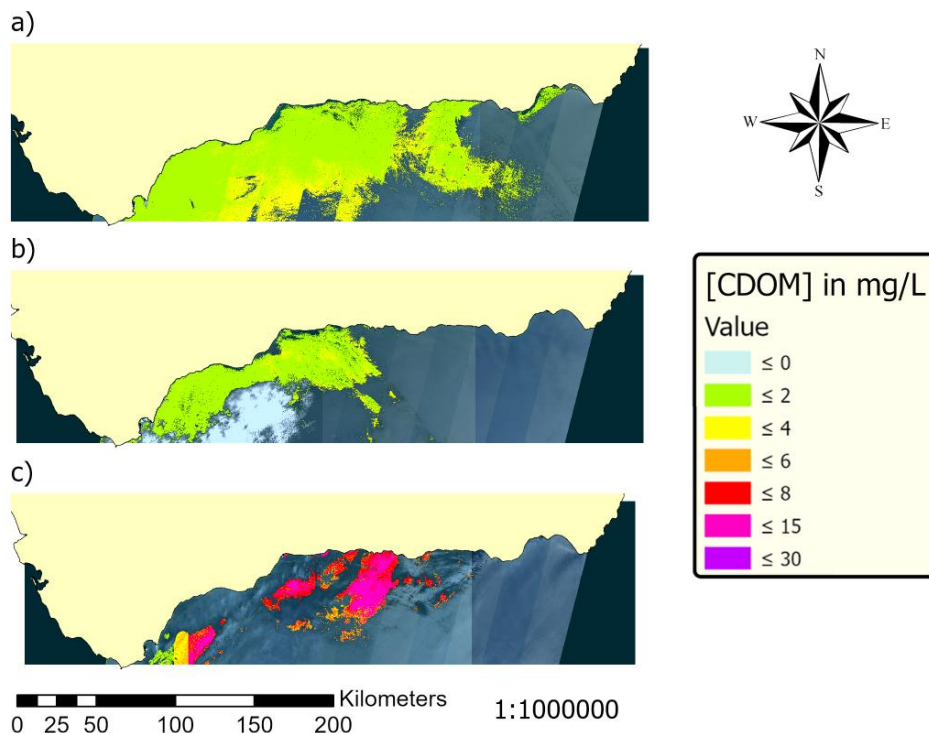 a)
N
W E
S
b)
[CDOM] in mg/L
Value
≤ 0
≤ 2
≤ 4
≤ 6
≤ 8
≤ 15
≤ 30
c)
Kilometers
0 25 50 100 150 200
1:1000000